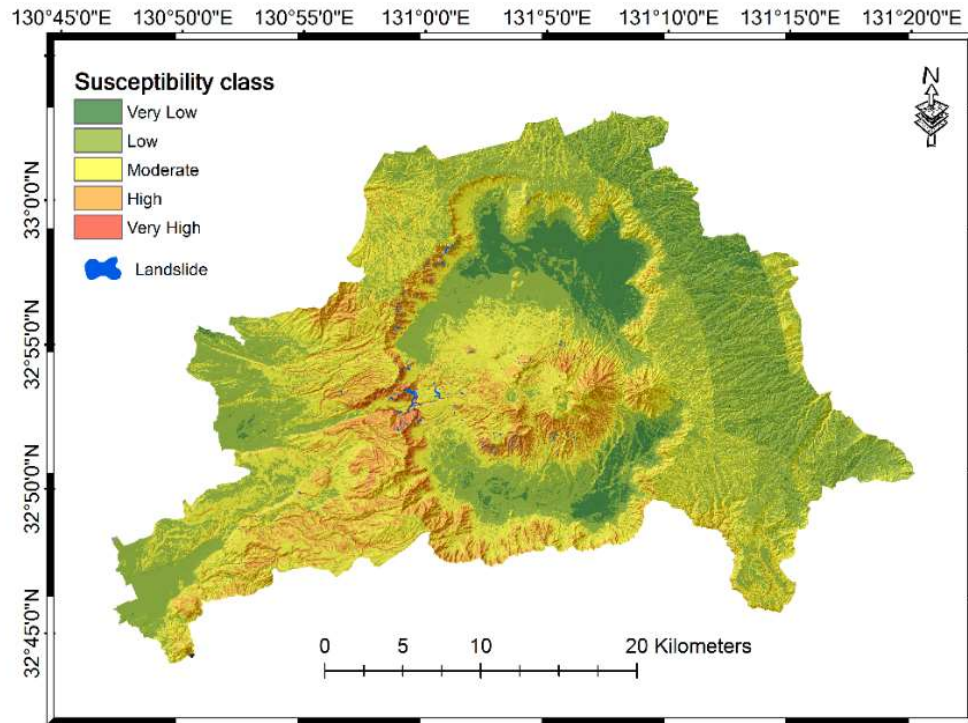 130°45'0"E 130°50'0"E 130°55'0"E 131°0'0"E 131°5'0"E 131°10'0"E 131°15'0"E 131°20'0"E
Susceptibility class
Very Low
Low
Moderate
High
Very High
Landslide
N
33°0'0"N
32°55'0"N
32°50'0"N
32°45'0"N
0 5 10 20 Kilometers